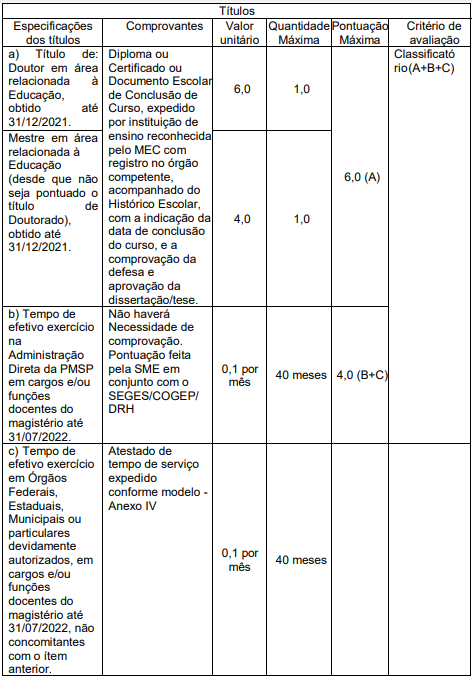 Títulos
Especificações
dos títulos
Comprovantes
Valor
unitário
Quantidade
Máxima
Pontuação
Máxima
Critério de
avaliação
a) Título de:
Doutor em área
relacionada à
Educação,
obtido até
31/12/2021.
Diploma ou
Certificado ou
Documento Escolar
de Conclusão de
Curso, expedido
por instituição de
ensino reconhecida
pelo MEC com
registro no órgão
competente,
acompanhado do
Histórico Escolar,
com a indicação da
data de conclusão
do curso, e a
comprovação da
defesa e
aprovação da
dissertação/tese.
6,0
1,0
6,0 (A)
Classificató
rio(A+B+C)
Mestre em área
relacionada à
Educação
(desde que não
seja pontuado o
título de
Doutorado),
obtido até
31/12/2021.
4,0
1,0
b) Tempo de
efetivo exercício
na
Administração
Direta da PMSP
em cargos e/ou
funções
docentes do
magistério até
31/07/2022.
Não haverá
Necessidade de
comprovação.
Pontuação feita
pela SME em
conjunto com o
SEGES/COGEP/
DRH
0,1 por
mês
40 meses
4,0 (B+C)
c) Tempo de
efetivo exercício
em Órgãos
Federais,
Estaduais,
Municipais ou
particulares
devidamente
autorizados, em
cargos e/ou
funções
docentes do
magistério até
31/07/2022, não
concomitantes
com o ítem
anterior.
Atestado de
tempo de serviço
expedido
conforme modelo -
Anexo IV
0,1 por
mês
40 meses